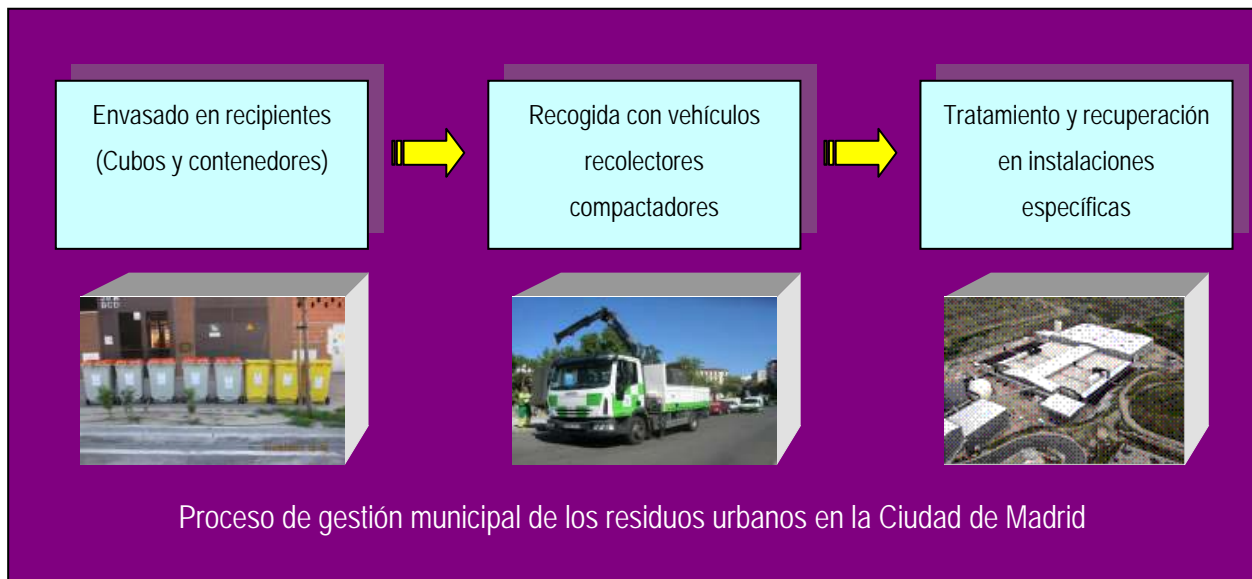 Envasado en recipientes
(Cubos y contenedores)
Recogida con vehículos
recolectores
compactadores
Tratamiento y recuperación
en instalaciones
específicas
Proceso de gestión municipal de los residuos urbanos en la Ciudad de Madrid